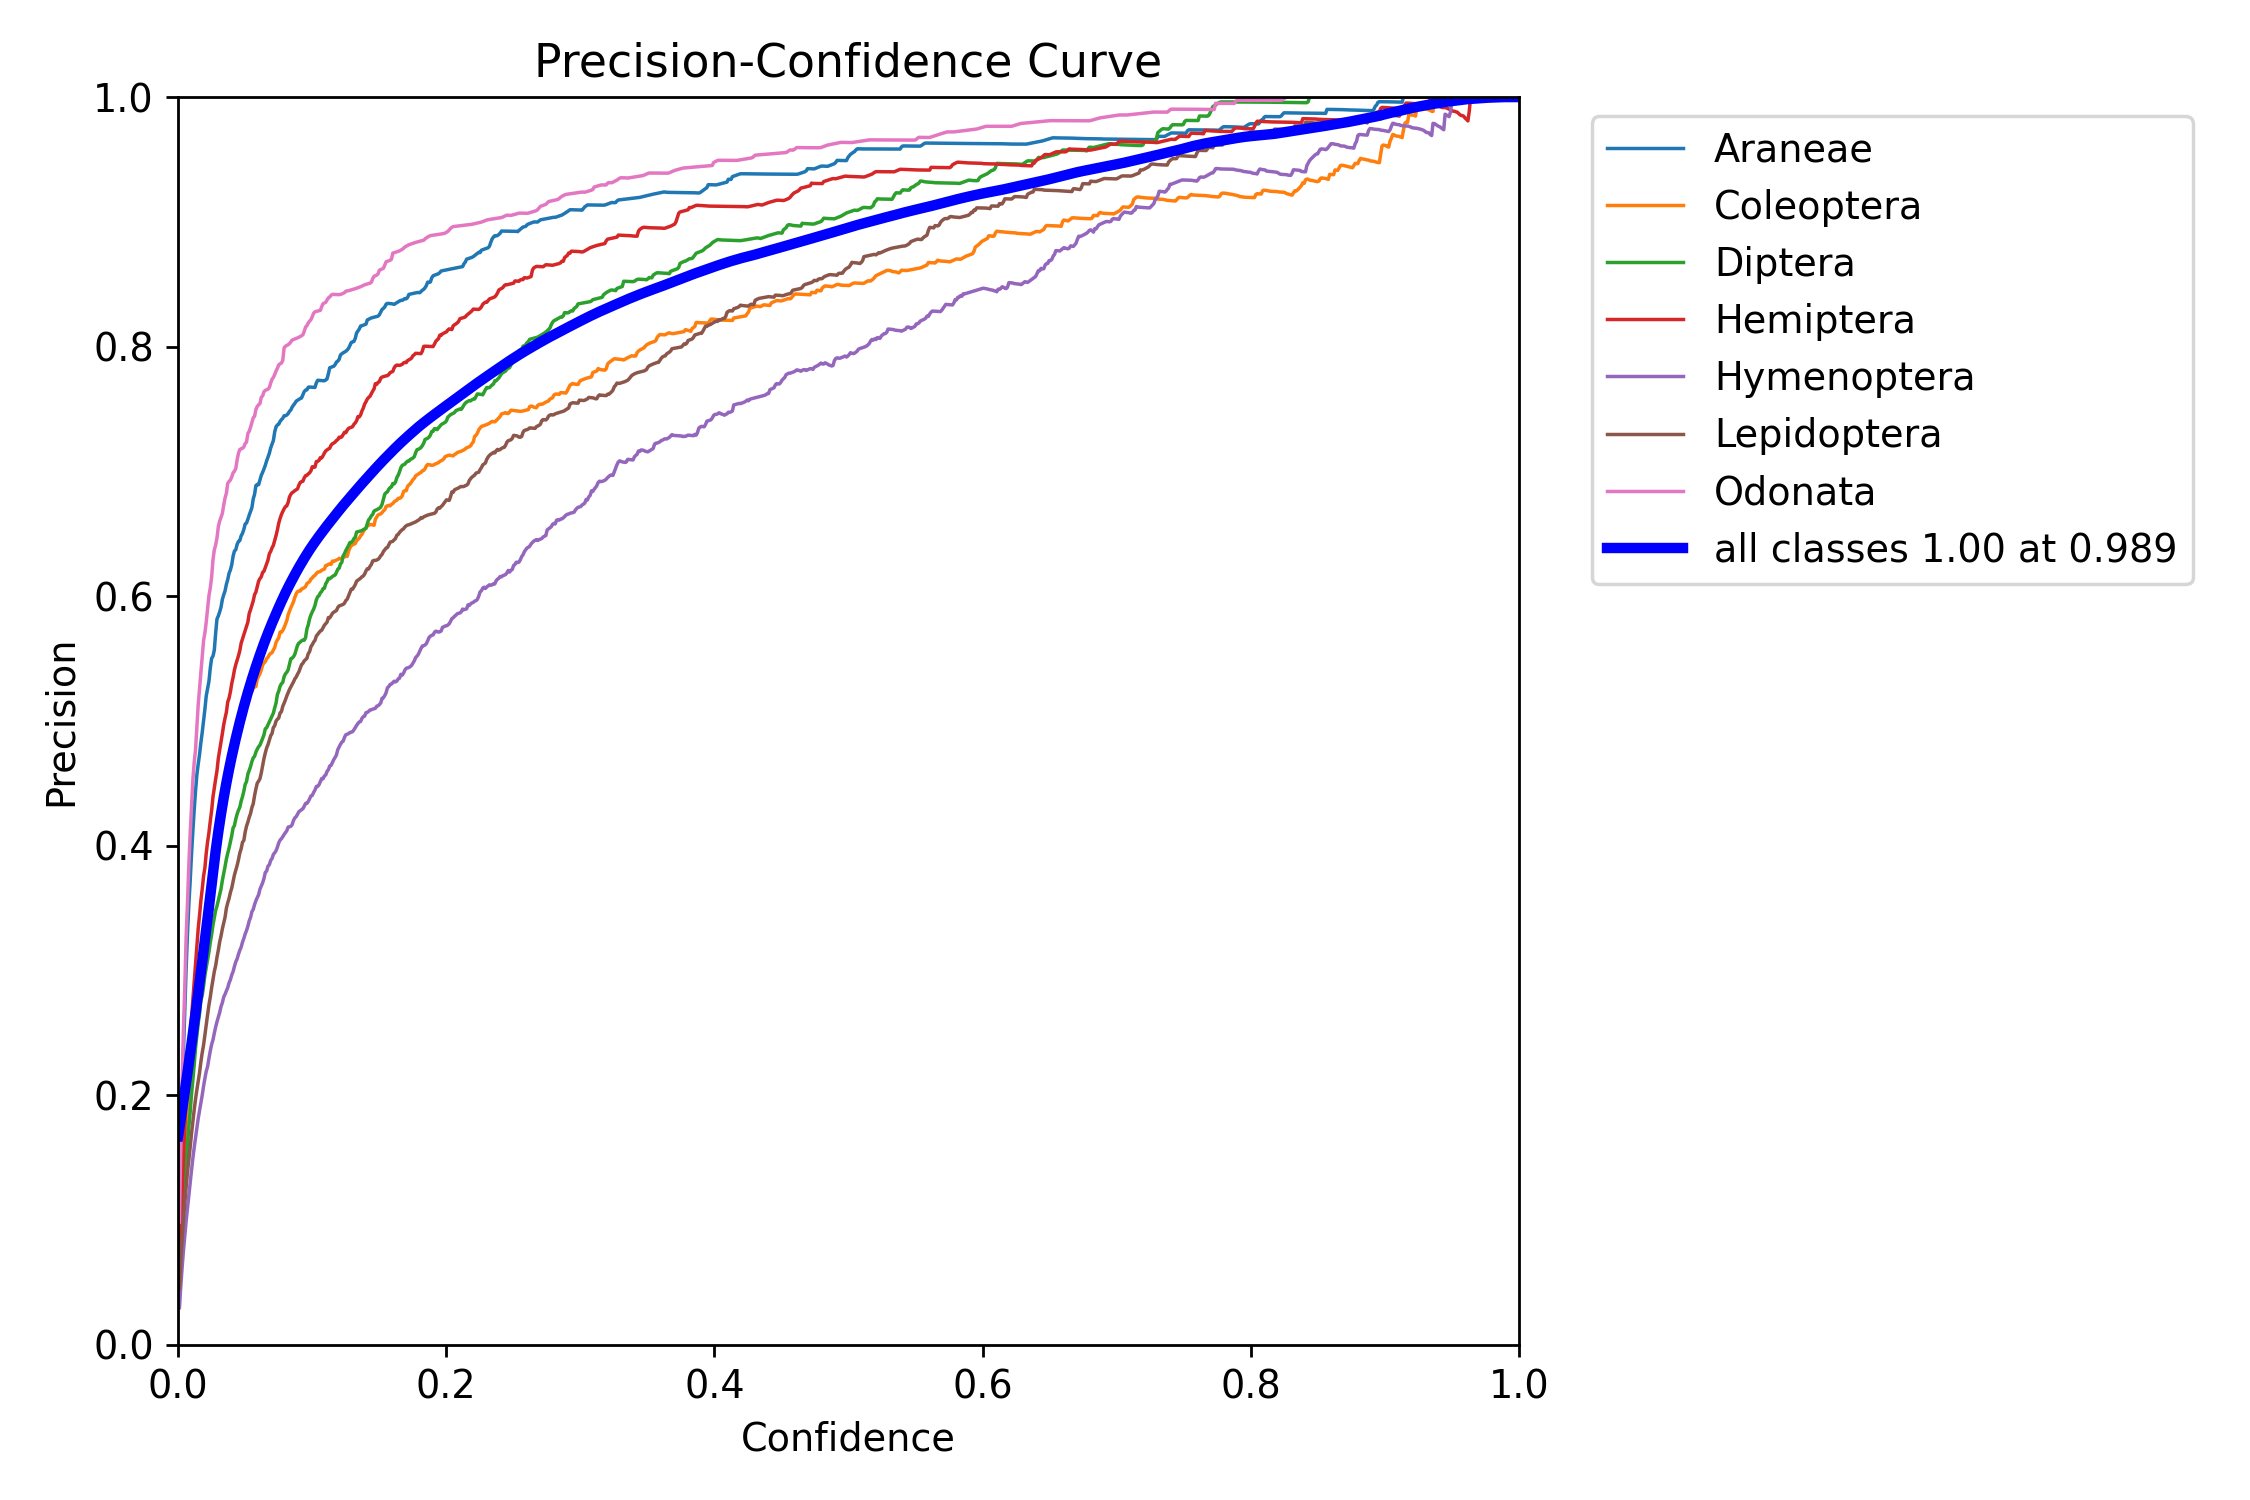 Precision-Confidence Curve
1.0
0.8
0.6
0.4
0.2
0.0
Precision
0.0 0.2 0.4 0.6 0.8 1.0
Confidence
Araneae
Coleoptera
Diptera
Hemiptera
Hymenoptera
Lepidoptera
Odonata
all classes 1.00 at 0.989